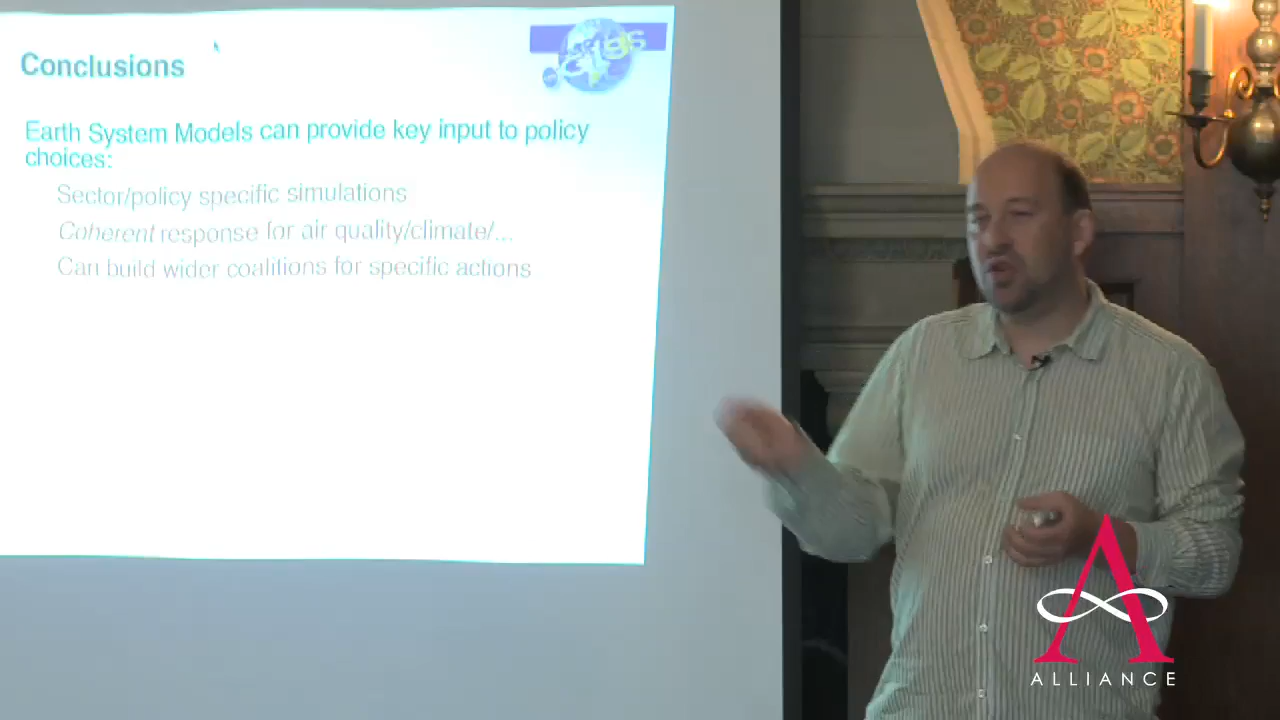 Conclusions
Earth System Models can provide key input to policy
choices:
Sector/policy specific simulations
Coherent response for air quality/climate/...
Can build wider coalitions for specific actions
A
ALLIANCE